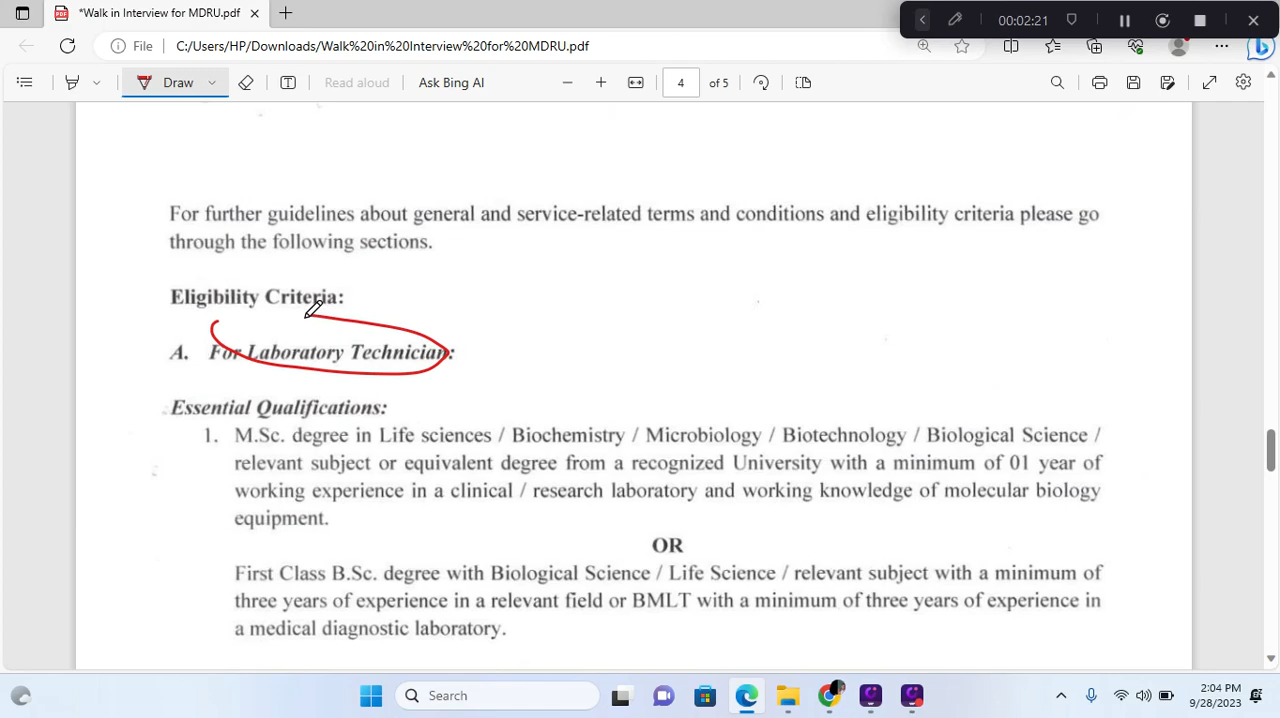 *Walk in Interview for MDRU.pdf
00:02:21
File C:/Users/HP/Downloads/Walk%20in%20Interview%20for%20MDRU.pdf
Draw Read aloud Ask Bing AI 4 of 5
For further guidelines about general and service-related terms and conditions and eligibility criteria please go
through the following sections.
Eligibility Criteria:
A. For Laboratory Technician:
Essential Qualifications:
1. M.Sc. degree in Life sciences / Biochemistry / Microbiology / Biotechnology / Biological Science /
relevant subject or equivalent degree from a recognized University with a minimum of 01 year of
working experience in a clinical / research laboratory and working knowledge of molecular biology
equipment.
OR
First Class B.Sc. degree with Biological Science / Life Science / relevant subject with a minimum of
three years of experience in a relevant field or BMLT with a minimum of three years of experience in
a medical diagnostic laboratory.
Search
2:04 PM
9/28/2023